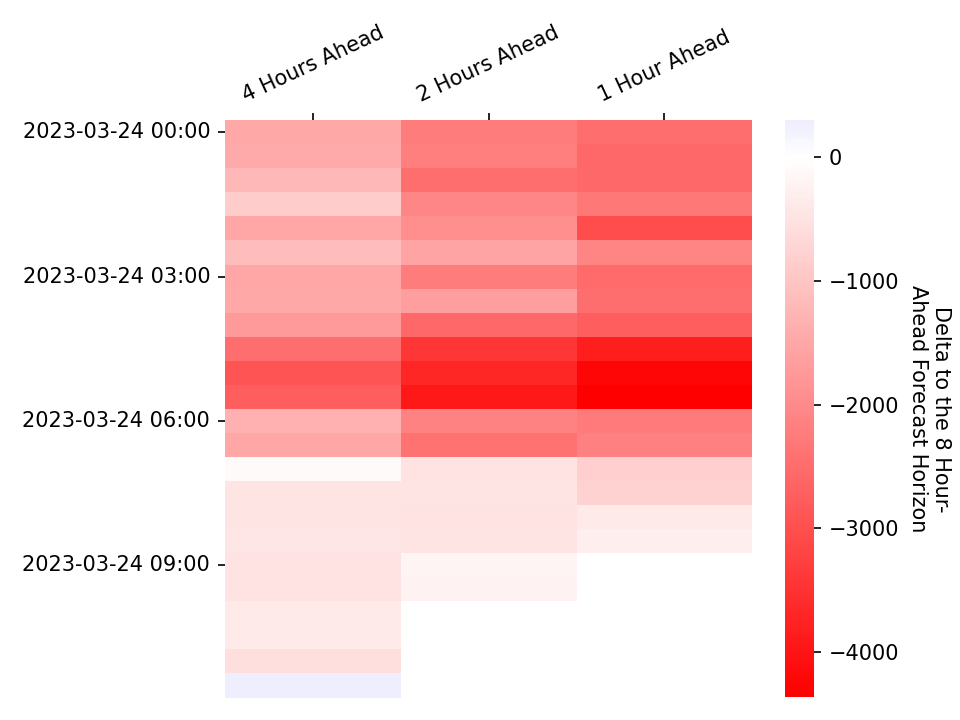 4 Hours Ahead
2 Hours Ahead
1 Hour Ahead
2023-03-24 00:00
2023-03-24 03:00
2023-03-24 06:00
2023-03-24 09:00
0
−1000
−2000
−3000
−4000
Delta to the 8 Hour-
Ahead Forecast Horizon